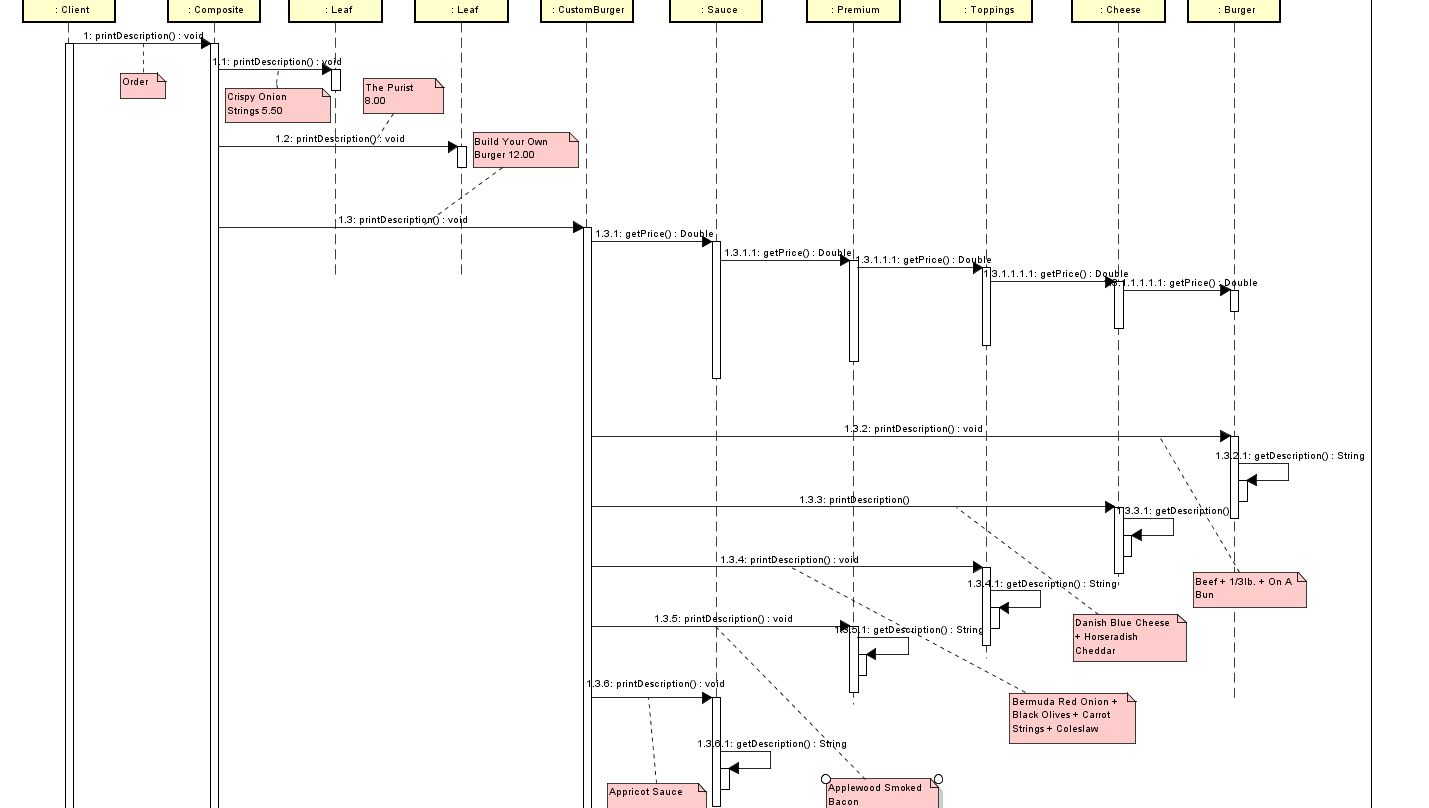 : Client
: Composite
: Leaf
: Leaf
: CustomBurger
: Sauce
: Premium
: Toppings
: Cheese
: Burger
1: printDescription() : void
Order
1.1: printDescription() : void
Crispy Onion
Strings 5.50
The Purist
8.00
1.2: printDescription() : void
Build Your Own
Burger 12.00
1.3: printDescription() : void
1.3.1: getPrice() : Double
1.3.1.1: getPrice() : Double
1.3.1.1.1: getPrice() : Double
1.3.1.1.1.1: getPrice() : Double
1.3.1.1.1.1.1: getPrice() : Double
1.3.2: printDescription() : void
1.3.2.1: getDescription() : String
1.3.3: printDescription()
1.3.3.1: getDescription()
1.3.4: printDescription() : void
Beef + 1/3lb. + On A
Bun
1.3.4.1: getDescription() : String
1.3.5: printDescription() : void
Danish Blue Cheese
+ Horseradish
Cheddar
1.3.5.1: getDescription() : String
1.3.6: printDescription() : void
Bermuda Red Onion +
Black Olives + Carrot
Strings + Coleslaw
1.3.6.1: getDescription() : String
Appricot Sauce
Applewood Smoked
Bacon